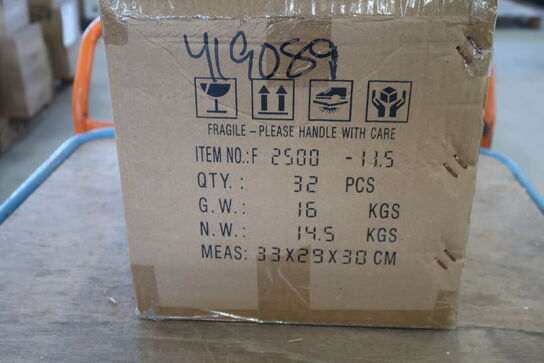 419089
FRAGILE – PLEASE HANDLE WITH CARE
ITEM NO.: F 2500 -11.5
QTY. : 32 PCS
G. W. : 16 KGS
N. W. : 14.5 KGS
MEAS: 33X29X30 CM